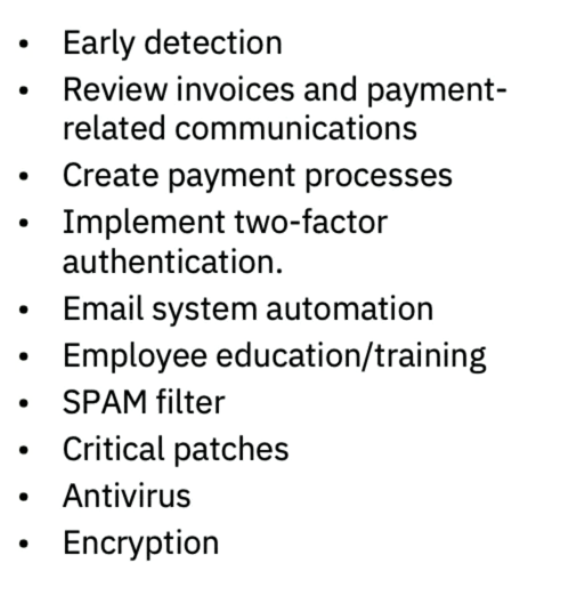 • Early detection
• Review invoices and payment-
related communications
• Create payment processes
• Implement two-factor
authentication.
• Email system automation
• Employee education/training
• SPAM filter
• Critical patches
• Antivirus
• Encryption